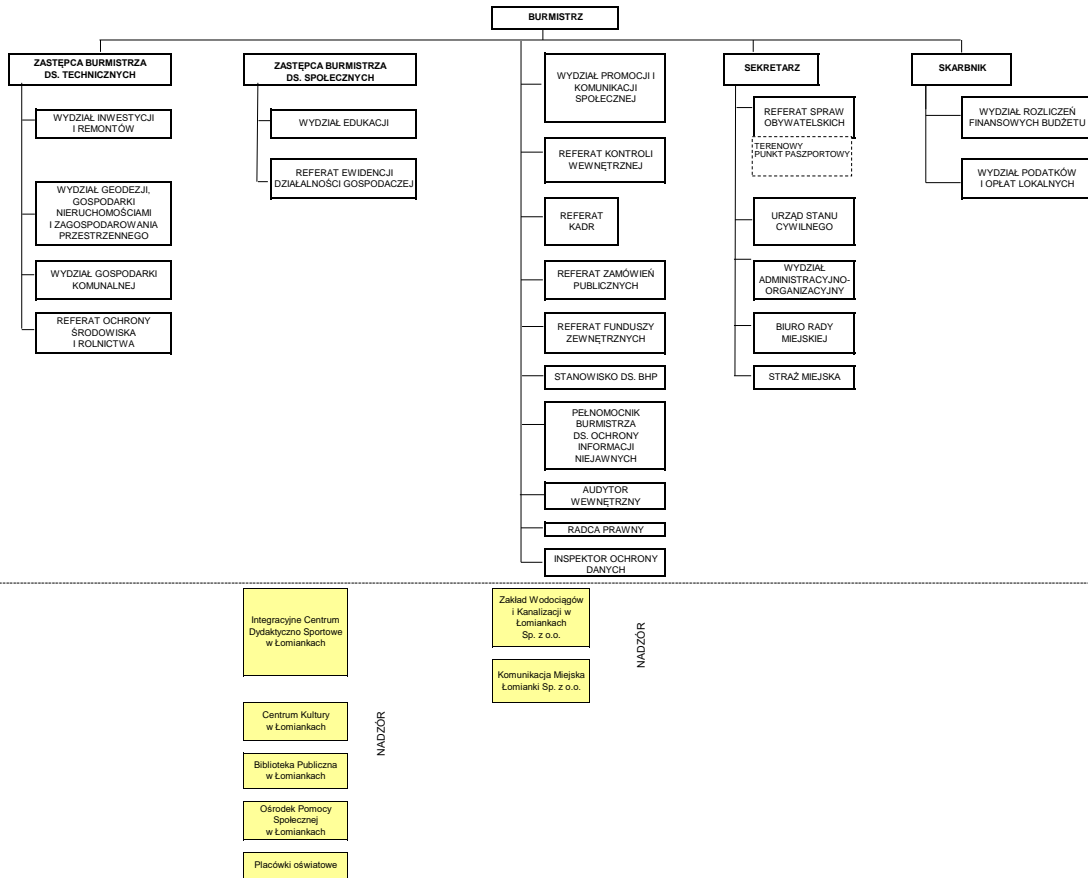 BURMISTRZ
ZASTĘPCA BURMISTRZA
DS. TECHNICZNYCH
WYDZIAŁ INWESTYCJI
I REMONTÓW
WYDZIAŁ GEODEZJI,
GOSPODARKI
NIERUCHOMOŚCIAMI
I ZAGOSPODAROWANIA
PRZESTRZENNEGO
WYDZIAŁ GOSPODARKI
KOMUNALNEJ
REFERAT OCHRONY
ŚRODOWISKA
I ROLNICTWA
ZASTĘPCA BURMISTRZA
DS. SPOŁECZNYCH
WYDZIAŁ EDUKACJI
REFERAT EWIDENCJI
DZIAŁALNOŚCI GOSPODACZEJ
WYDZIAŁ PROMOCJI I
KOMUNIKACJI
SPOŁECZNEJ
REFERAT KONTROLI
WEWNĘTRZNEJ
REFERAT
KADR
REFERAT ZAMÓWIEŃ
PUBLICZNYCH
REFERAT FUNDUSZY
ZEWNĘTRZNYCH
STANOWISKO DS. BHP
PEŁNOMOCNIK
BURMISTRZA
DS. OCHRONY
INFORMACJI
NIEJAWNYCH
AUDYTOR
WEWNĘTRZNY
RADCA PRAWNY
INSPEKTOR OCHRONY
DANYCH
SEKRETARZ
REFERAT SPRAW
OBYWATELSKICH
TERENOWY
PUNKT PASZPORTOWY
URZĄD STANU
CYWILNEGO
WYDZIAŁ
ADMINISTRACYJNO-
ORGANIZACYJNY
BIURO RADY
MIEJSKIEJ
STRAŻ MIEJSKA
SKARBNIK
WYDZIAŁ ROZLICZEŃ
FINANSOWYCH BUDŻETU
WYDZIAŁ PODATKÓW
I OPŁAT LOKALNYCH
Integracyjne Centrum
Dydaktyczno Sportowe
w Łomiankach
Centrum Kultury
w Łomiankach
Biblioteka Publiczna
w Łomiankach
Ośrodek Pomocy
Społecznej
w Łomiankach
Placówki oświatowe
NADZÓR
Zakład Wodociągów
i Kanalizacji w
Łomiankach
Sp. z o.o.
Komunikacja Miejska
Łomianki Sp. z o.o.
NADZÓR